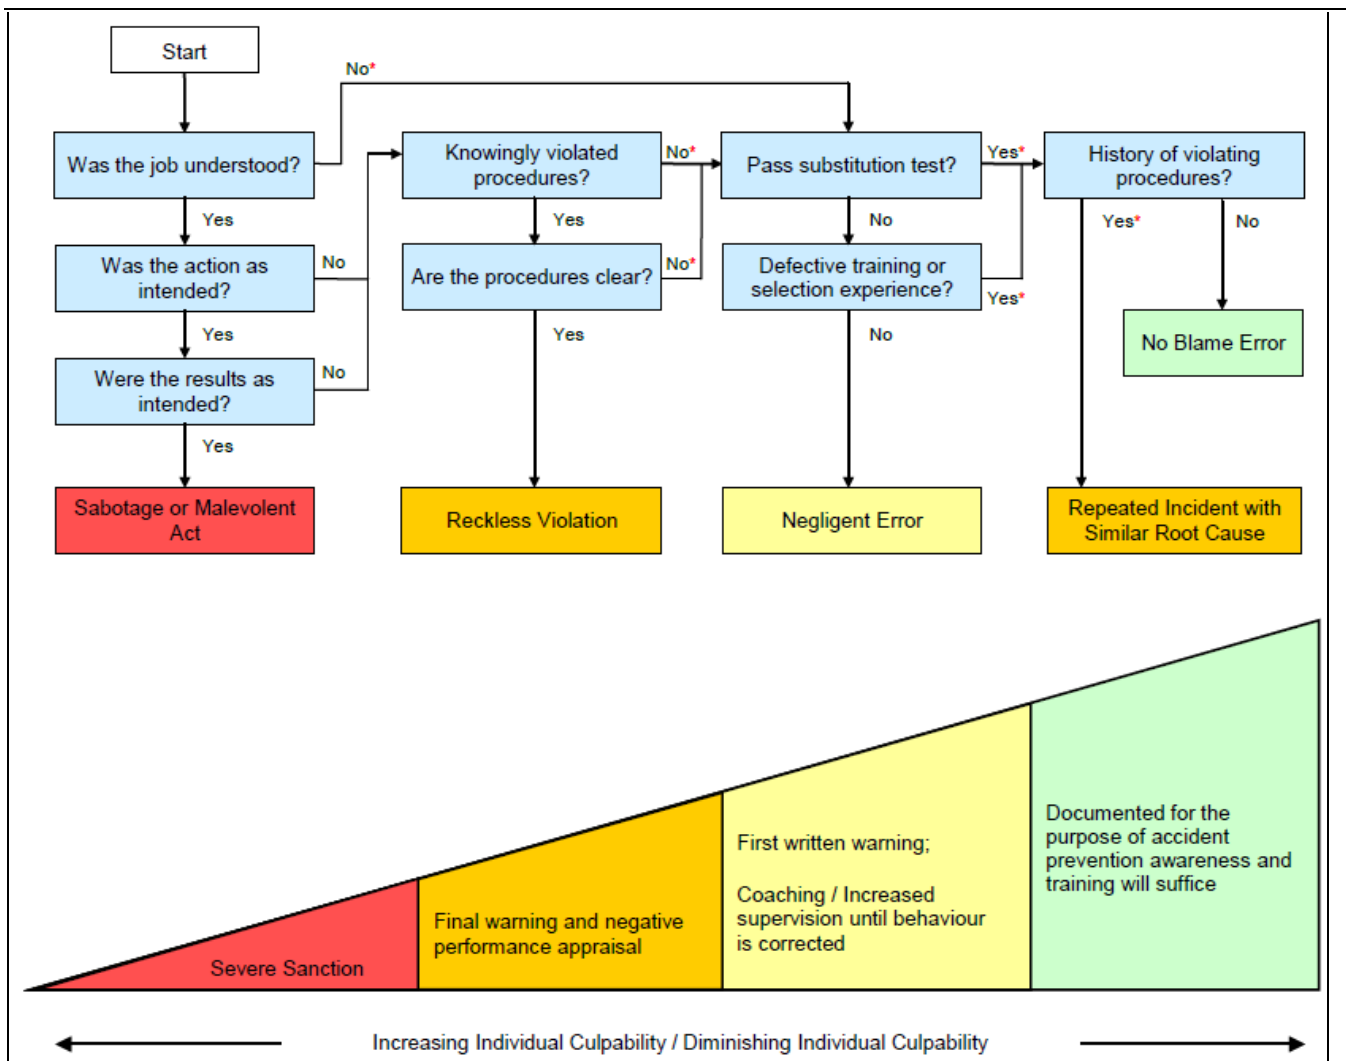 Start
No*
Was the job understood?
Knowingly violated
procedures?
No*
Pass substitution test?
Yes*
History of violating
procedures?
Yes
Yes
No
Yes*
No
Was the action as
intended?
No
Are the procedures clear?
No*
Defective training or
selection experience?
Yes*
Yes
Yes
No
No Blame Error
Were the results as
intended?
No
Yes
Sabotage or Malevolent
Act
Reckless Violation
Negligent Error
Repeated Incident with
Similar Root Cause
Severe Sanction
Final warning and negative
performance appraisal
First written warning;
Coaching / Increased
supervision until behaviour
is corrected
Documented for the
purpose of accident
prevention awareness and
training will suffice
Increasing Individual Culpability / Diminishing Individual Culpability